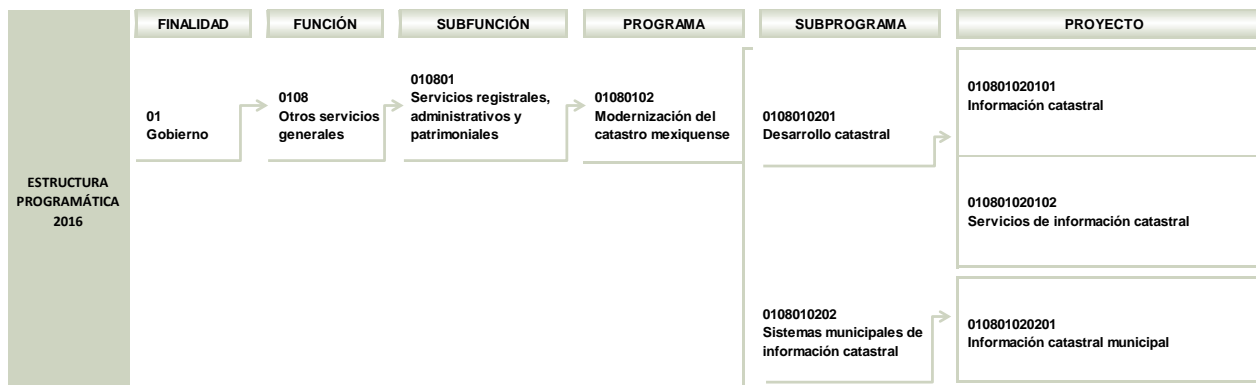 FINALIDAD
FUNCIÓN
SUBFUNCIÓN
PROGRAMA
SUBPROGRAMA
PROYECTO
ESTRUCTURA
PROGRAMÁTICA
2016
01
Gobierno
0108
Otros servicios
generales
010801
Servicios registrales,
administrativos y
patrimoniales
01080102
Modernización del
catastro mexiquense
0108010201
Desarrollo catastral
010801020101
Información catastral
010801020102
Servicios de información catastral
0108010202
Sistemas municipales de
información catastral
010801020201
Información catastral municipal